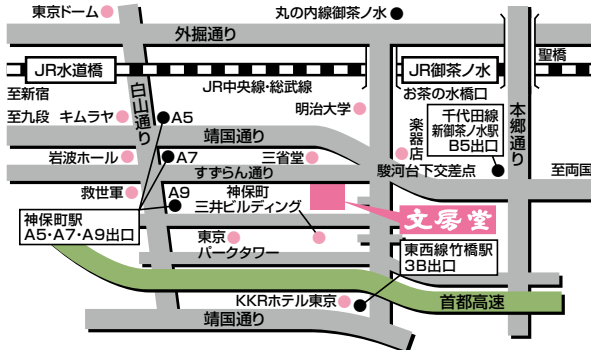 東京ドーム
丸の内線御茶ノ水
外掘通り
JR水道橋
JR御茶ノ水
聖橋
至新宿
白山通り
JR中央線・総武線
お茶の水橋口
本郷通り
至九段
キムラヤ
A5
明治大学
楽器店
千代田線
新御茶ノ水駅
B5出口
靖国通り
岩波ホール
A7
三省堂
すずらん通り
駿河台下交差点
至両国
救世軍
A9
神保町
三井ビルディング
文房堂
神保町駅
A5・A7・A9出口
東京
パークタワー
東西線竹橋駅
3B出口
KKRホテル東京
首都高速
靖国通り